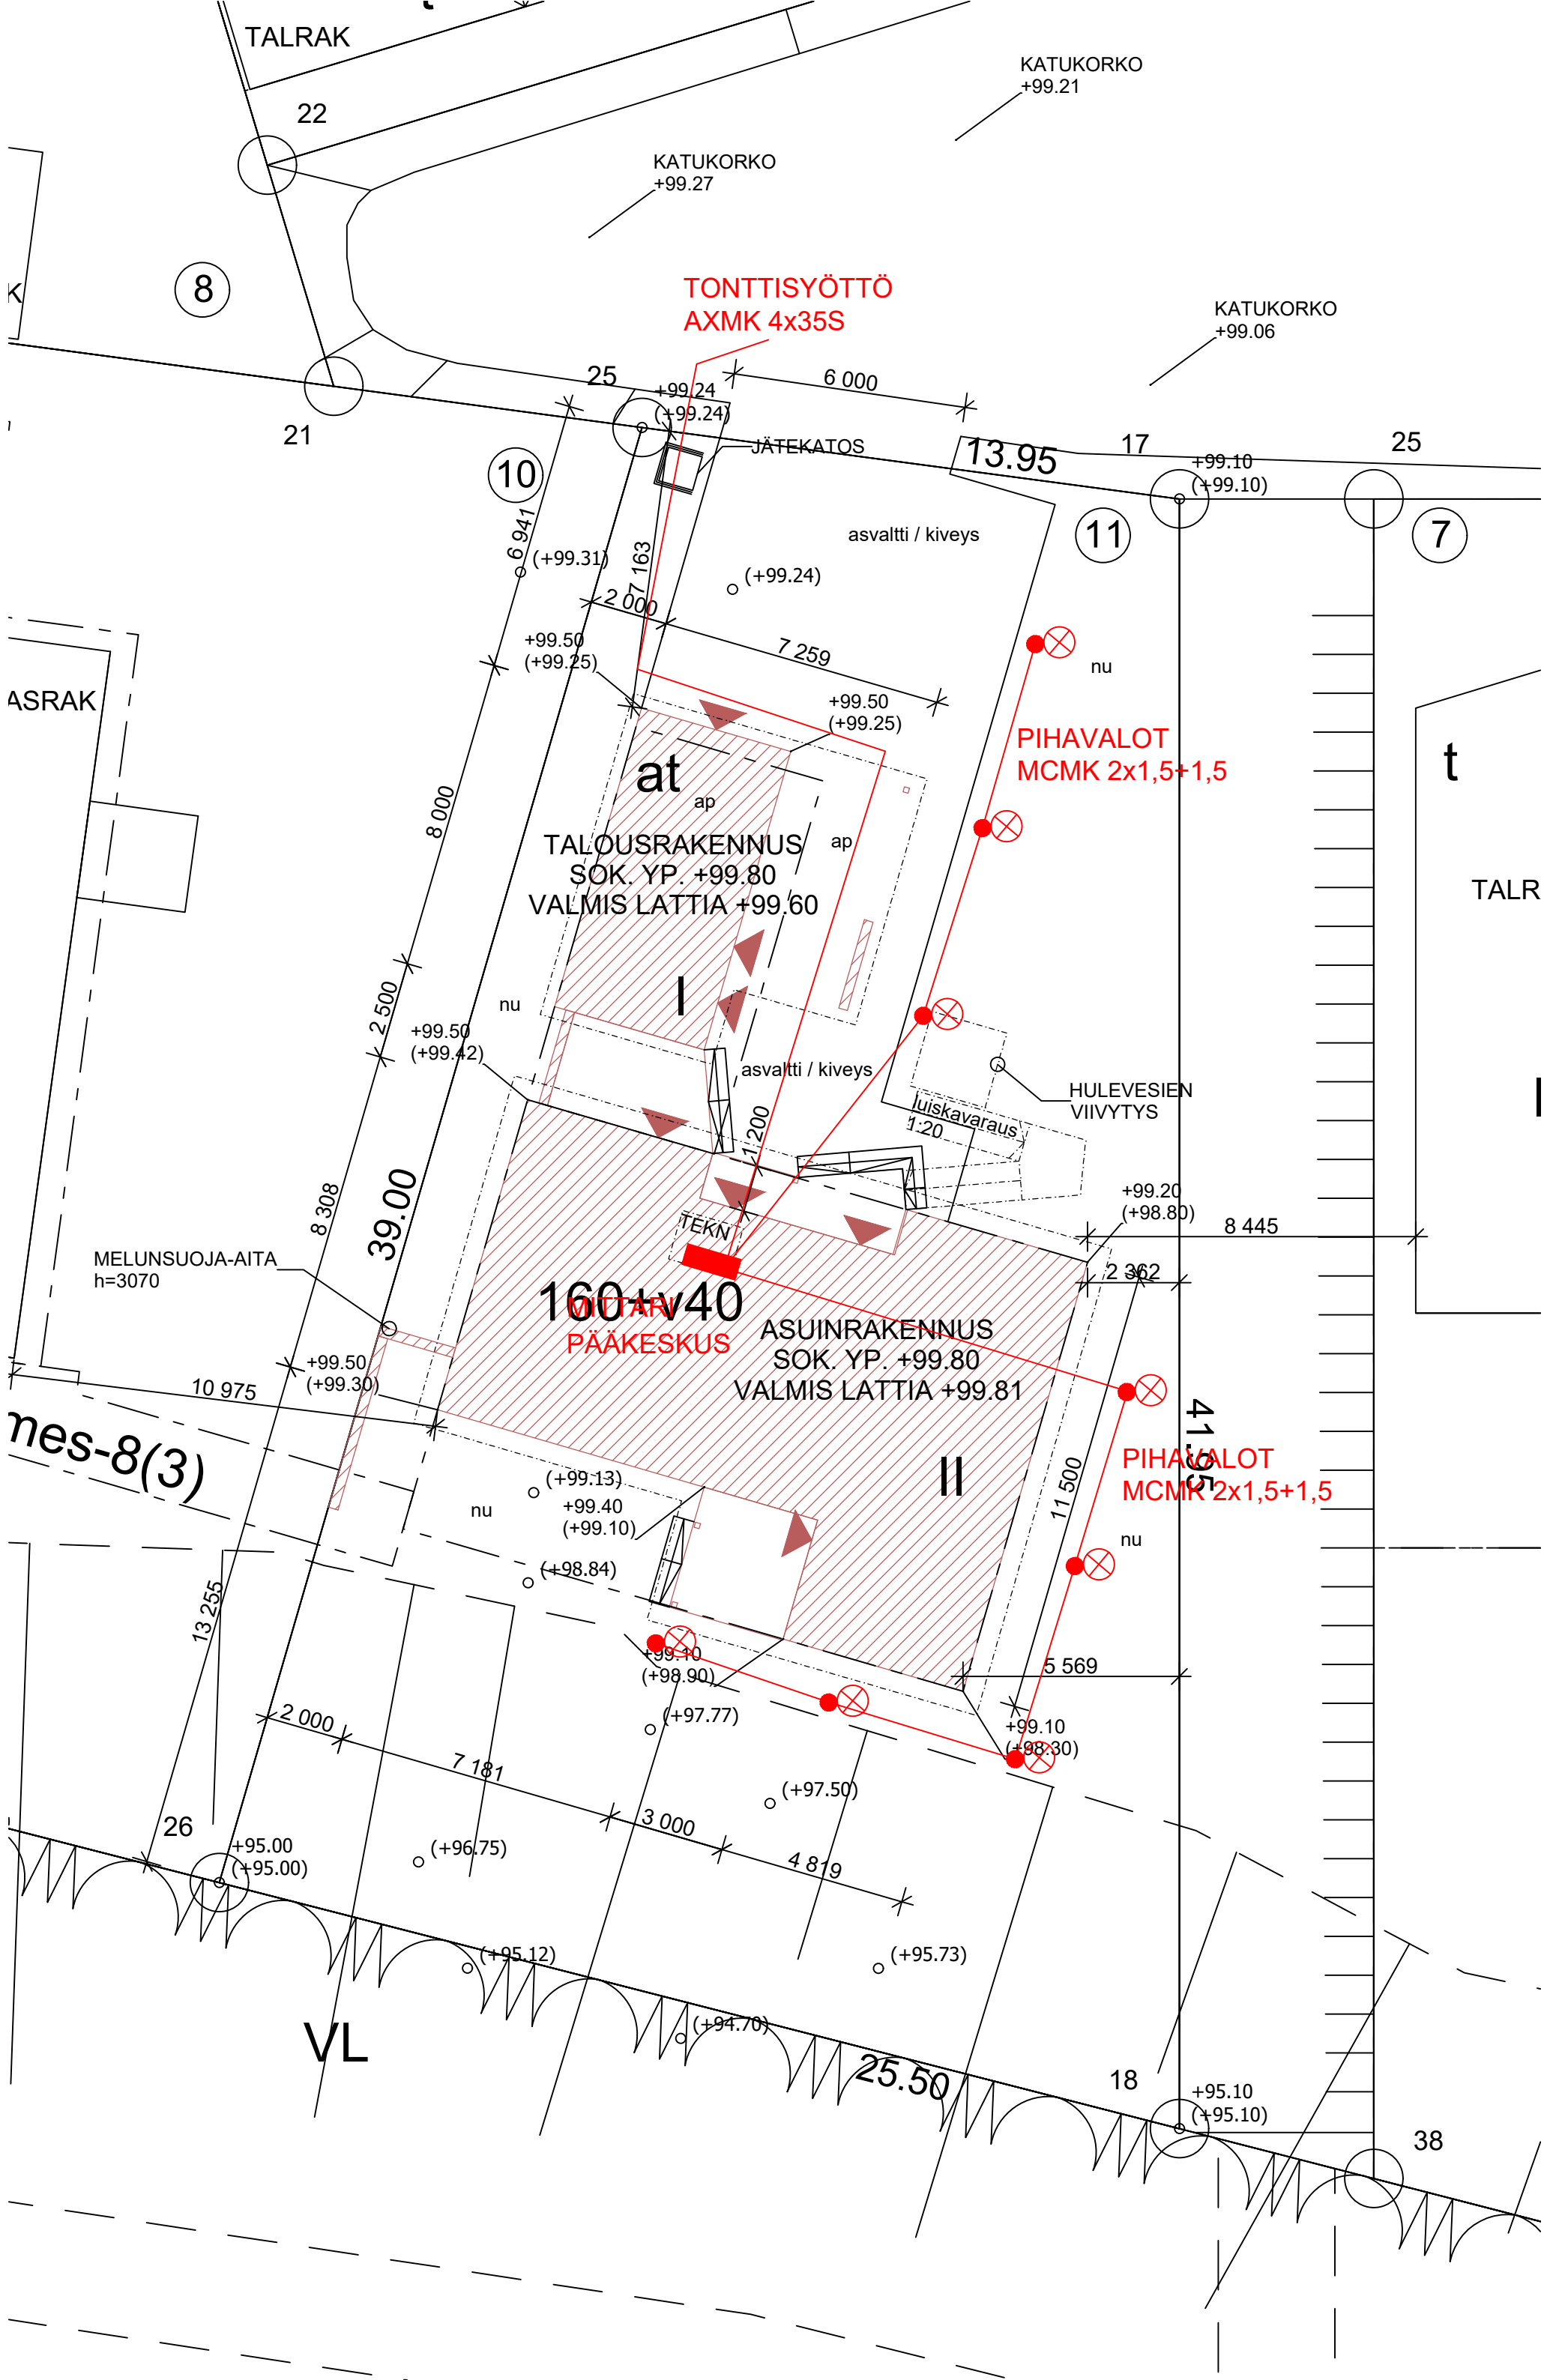 t
TALRAK
22
KATUKORKO
+99.21
KATUKORKO
+99.27
8
K
TONTTISYÖTTÖ
AXMK 4x35S
KATUKORKO
+99.06
25
+99.24
(+99.24)
6 000
21
10
JÄTEKATOS
13.95
17
25
+99.10
(+99.10)
11
7
6 941
(+99.31)
7 163
asvaltti / kiveys
(+99.24)
2 000
7 259
+99.50
(+99.25)
nu
ASRAK
+99.50
(+99.25)
PIHAVALOT
MCMK 2x1,5+1,5
t
at
ap
8 000
TALOUSRAKENNUS
SOK. YP. +99.80
VALMIS LATTIA +99.60
ap
TALR
I
nu
2 500
+99.50
(+99.42)
asvaltti / kiveys
HULEVESIEN
VIIVYTYS
luiskavaraus
1:20
1 200
39.00
8 308
TEKN
+99.20
(+98.80)
8 445
2 362
MELUNSUOJA-AITA
h=3070
160+v40
MITTARI
PÄÄKESKUS
ASUINRAKENNUS
SOK. YP. +99.80
VALMIS LATTIA +99.81
+99.50
(+99.30)
10 975
mes-8(3)
41.95
PIHAVALOT
MCMK 2x1,5+1,5
II
11 500
(+99.13)
+99.40
(+99.10)
nu
nu
(+98.84)
13 255
+99.10
(+98.90)
5 569
2 000
(+97.77)
+99.10
(+98.30)
7 181
(+97.50)
3 000
26
+95.00
(+95.00)
(+96.75)
4 819
(+95.12)
(+95.73)
VL
(+94.70)
25.50
18
+95.10
(+95.10)
38